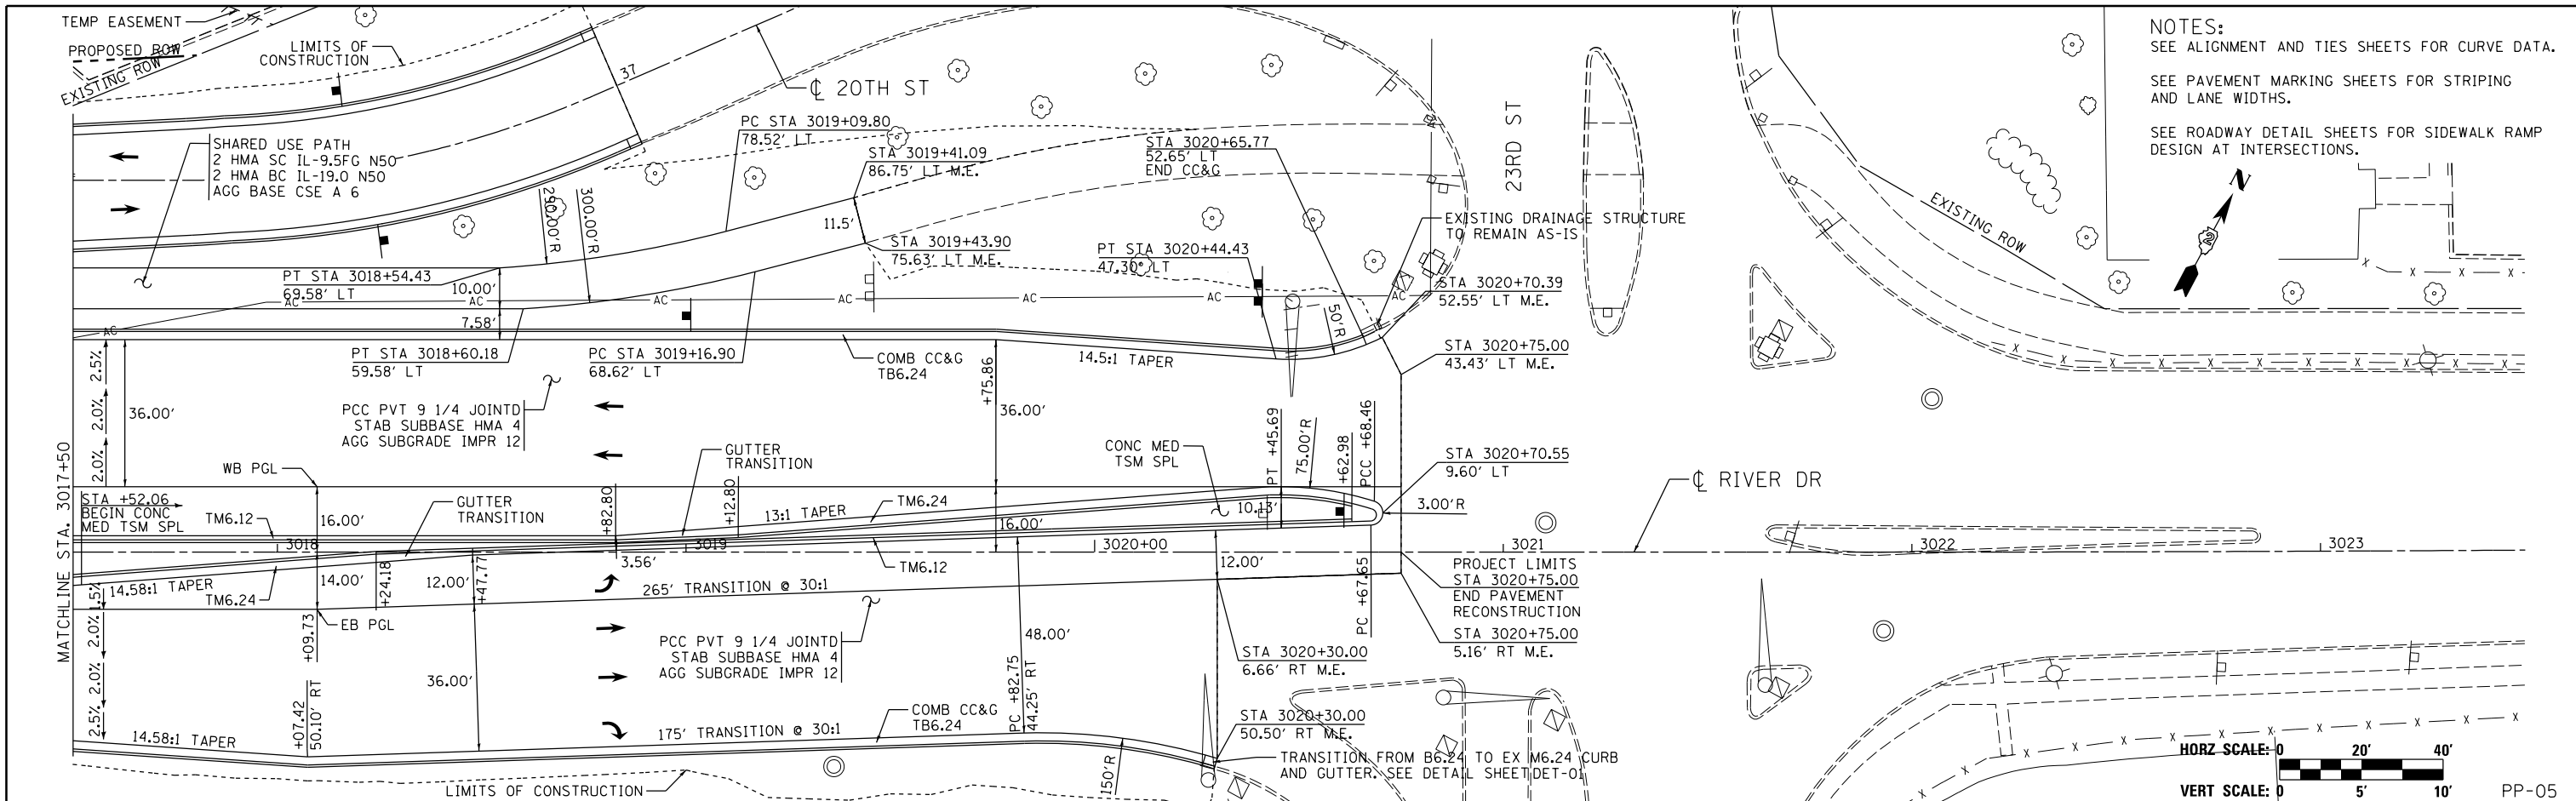 TEMP EASEMENT
PROPOSED ROW
EXISTING ROW
LIMITS OF
CONSTRUCTION
37
℄ 20TH ST
SHARED USE PATH
2 HMA SC IL-9.5FG N50
2 HMA BC IL-19.0 N50
AGG BASE CSE A 6
290.00'R
300.00'R
PC STA 3019+09.80
78.52' LT
STA 3019+41.09
86.75' LT M.E.
11.5'
STA 3019+43.90
75.63' LT M.E.
STA 3020+65.77
52.65' LT
END CC&G
PT STA 3020+44.43
47.30' LT
23RD ST
EXISTING DRAINAGE STRUCTURE
TO REMAIN AS-IS
STA 3020+70.39
52.55' LT M.E.
STA 3020+75.00
43.43' LT M.E.
NOTES:
SEE ALIGNMENT AND TIES SHEETS FOR CURVE DATA.
SEE PAVEMENT MARKING SHEETS FOR STRIPING
AND LANE WIDTHS.
SEE ROADWAY DETAIL SHEETS FOR SIDEWALK RAMP
DESIGN AT INTERSECTIONS.
N
2
EXISTING ROW
X X X X
X X X X X X X X
PT STA 3018+54.43
69.58' LT
10.00'
7.58'
AC AC AC AC AC AC AC AC
AC
PT STA 3018+60.18
59.58' LT
PC STA 3019+16.90
68.62' LT
COMB CC&G
TB6.24
14.5:1 TAPER
50'R
MATCHLINE STA. 3017+50
2.5%
2.0%
2.0%
36.00'
PCC PVT 9 1/4 JOINTD
STAB SUBBASE HMA 4
AGG SUBGRADE IMPR 12
+75.86
36.00'
WB PGL
GUTTER
TRANSITION
CONC MED
TSM SPL
PT +45.69
75.00'R
+62.98
PCC +68.46
STA 3020+70.55
9.60' LT
℄ RIVER DR
STA +52.06
BEGIN CONC
MED TSM SPL
TM6.12
16.00'
GUTTER
TRANSITION
+82.80
+12.80
13:1 TAPER
TM6.24
16.00'
10.13'
3.00'R
3018
3019
3020+00
3021
3022
3023
3.56'
TM6.12
12.00'
14.58:1 TAPER
TM6.24
14.00'
+24.18
12.00'
+47.77
265' TRANSITION @ 30:1
PC +67.65
PROJECT LIMITS
STA 3020+75.00
END PAVEMENT
RECONSTRUCTION
STA 3020+75.00
5.16' RT M.E.
1.5%
2.0%
2.0%
2.5%
EB PGL
+09.73
+07.42
50.10' RT
36.00'
PCC PVT 9 1/4 JOINTD
STAB SUBBASE HMA 4
AGG SUBGRADE IMPR 12
48.00'
PC +82.75
44.25' RT
STA 3020+30.00
6.66' RT M.E.
STA 3020+30.00
50.50' RT M.E.
14.58:1 TAPER
175' TRANSITION @ 30:1
COMB CC&G
TB6.24
150'R
TRANSITION FROM B6.24 TO EX M6.24 CURB
AND GUTTER. SEE DETAIL SHEET DET-01
LIMITS OF CONSTRUCTION
X X X X X X X X X X
HORZ SCALE: 0 20' 40'
VERT SCALE: 0 5' 10'
PP-05